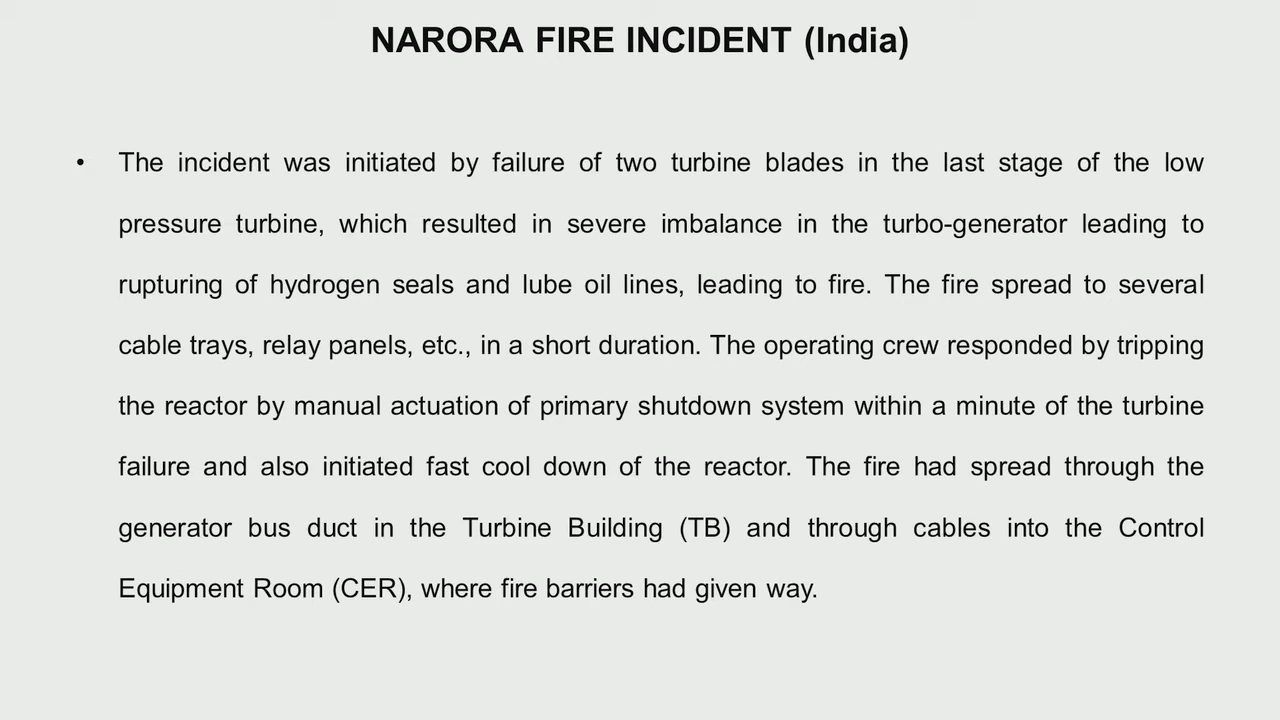 NARORA FIRE INCIDENT (India)
• The incident was initiated by failure of two turbine blades in the last stage of the low
pressure turbine, which resulted in severe imbalance in the turbo-generator leading to
rupturing of hydrogen seals and lube oil lines, leading to fire. The fire spread to several
cable trays, relay panels, etc., in a short duration. The operating crew responded by tripping
the reactor by manual actuation of primary shutdown system within a minute of the turbine
failure and also initiated fast cool down of the reactor. The fire had spread through the
generator bus duct in the Turbine Building (TB) and through cables into the Control
Equipment Room (CER), where fire barriers had given way.